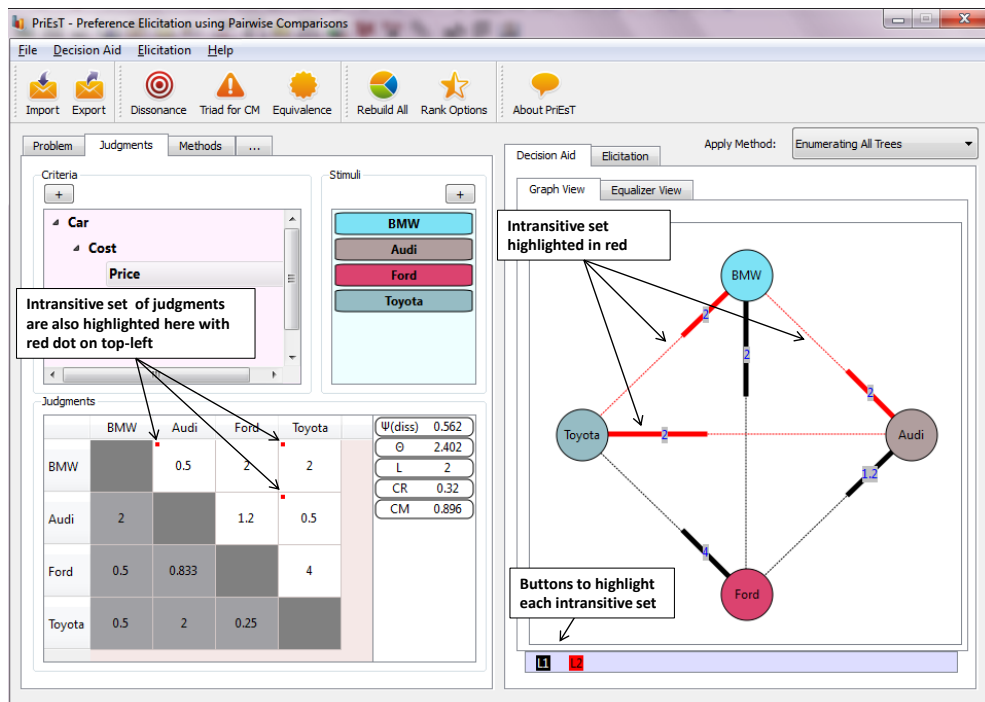 PriEsT - Preference Elicitation using Pairwise Comparisons
File Decision Aid Elicitation Help
Import Export Dissonance Triad for CM Equivalence Rebuild All Rank Options About PriEsT
Problem Judgments Methods ...
Criteria
+
Car
Cost
Price
Intransitive set of judgments
are also highlighted here with
red dot on top-left
Stimuli
+
BMW
Audi
Ford
Toyota
Judgments
BMW Audi Ford Toyota
BMW 0.5 2 2
Audi 2 1.2 0.5
Ford 0.5 0.833 4
Toyota 0.5 2 0.25
Ψ(diss) 0.562
Θ 2.402
L 2
CR 0.32
CM 0.896
Decision Aid Elicitation
Apply Method: Enumerating All Trees
Graph View Equalizer View
Intransitive set
highlighted in red
BMW
2
2
2
Toyota
2
Audi
1.2
4
Ford
Buttons to highlight
each intransitive set
L1 L2